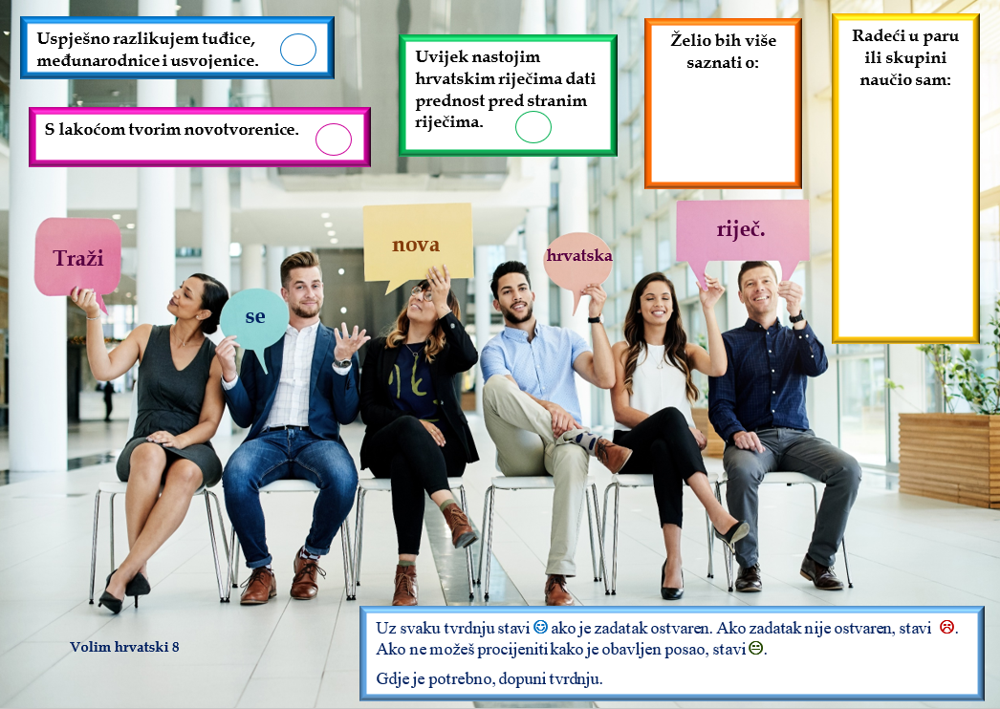 Uspješno razlikujem tuđice,
međunarodnice i usvojenice.
S lakoćom tvorim novotvorenice.
Uvijek nastojim
hrvatskim riječima dati
prednost pred stranim
riječima.
Želio bih više
saznati o:
Radeći u paru
ili skupini
naučio sam:
Traži
se
nova
hrvatska
riječ.
Uz svaku tvrdnju stavi ako je zadatak ostvaren. Ako zadatak nije ostvaren, stavi .
Ako ne možeš procijeniti kako je obavljen posao, stavi .
Gdje je potrebno, dopuni tvrdnju.
Volim hrvatski 8